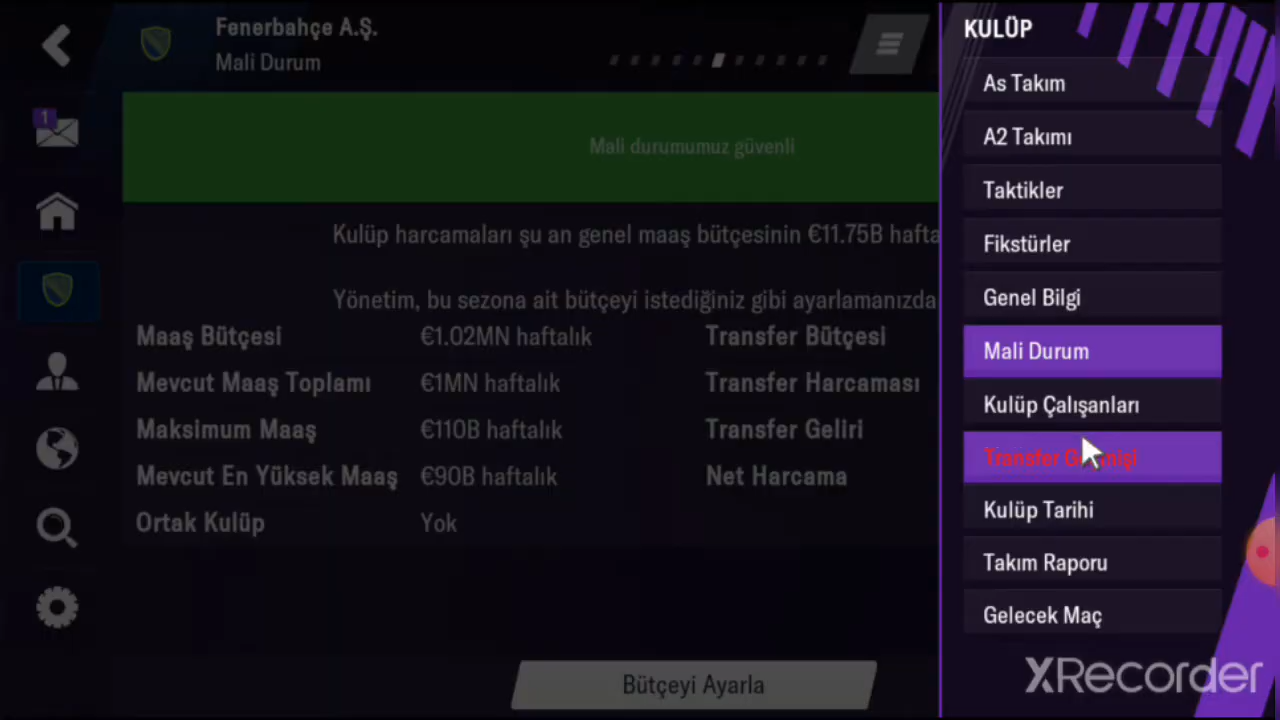 Fenerbahçe A.Ş.
Mali Durum
1
Mali durumumuz güvenli
Kulüp harcamaları şu an genel maaş bütçesinin €11.75B hafta
Yönetim, bu sezona ait bütçeyi istediğiniz gibi ayarlamanızda
Maaş Bütçesi €1.02MN haftalık Transfer Bütçesi
Mevcut Maaş Toplamı €1MN haftalık Transfer Harcaması
Maksimum Maaş €110B haftalık Transfer Geliri
Mevcut En Yüksek Maaş €90B haftalık Net Harcama
Ortak Kulüp Yok
Bütçeyi Ayarla
KULÜP
As Takım
A2 Takımı
Taktikler
Fikstürler
Genel Bilgi
Mali Durum
Kulüp Çalışanları
Transfer
Kulüp Tarihi
Takım Raporu
Gelecek Maç
XRecorder